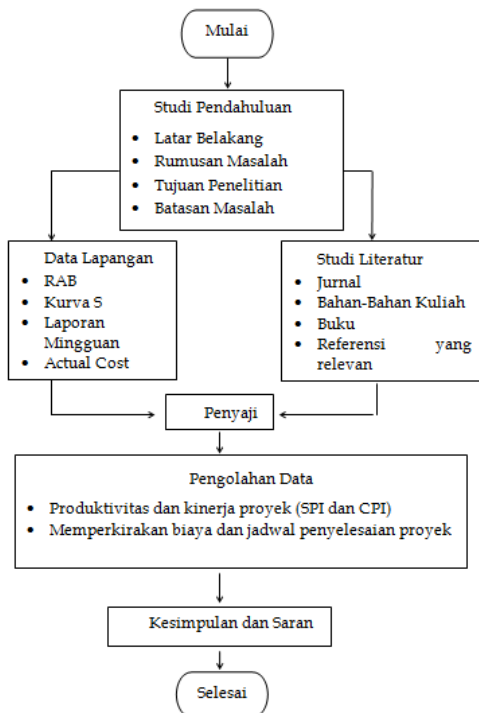 Mulai
Studi Pendahuluan
• Latar Belakang
• Rumusan Masalah
• Tujuan Penelitian
• Batasan Masalah
Data Lapangan
• RAB
• Kurva S
• Laporan
Mingguan
• Actual Cost
Studi Literatur
• Jurnal
• Bahan-Bahan Kuliah
• Buku
• Referensi yang
relevan
Penyaji
Pengolahan Data
• Produktivitas dan kinerja proyek (SPI dan CPI)
• Memperkirakan biaya dan jadwal penyelesaian proyek
Kesimpulan dan Saran
Selesai